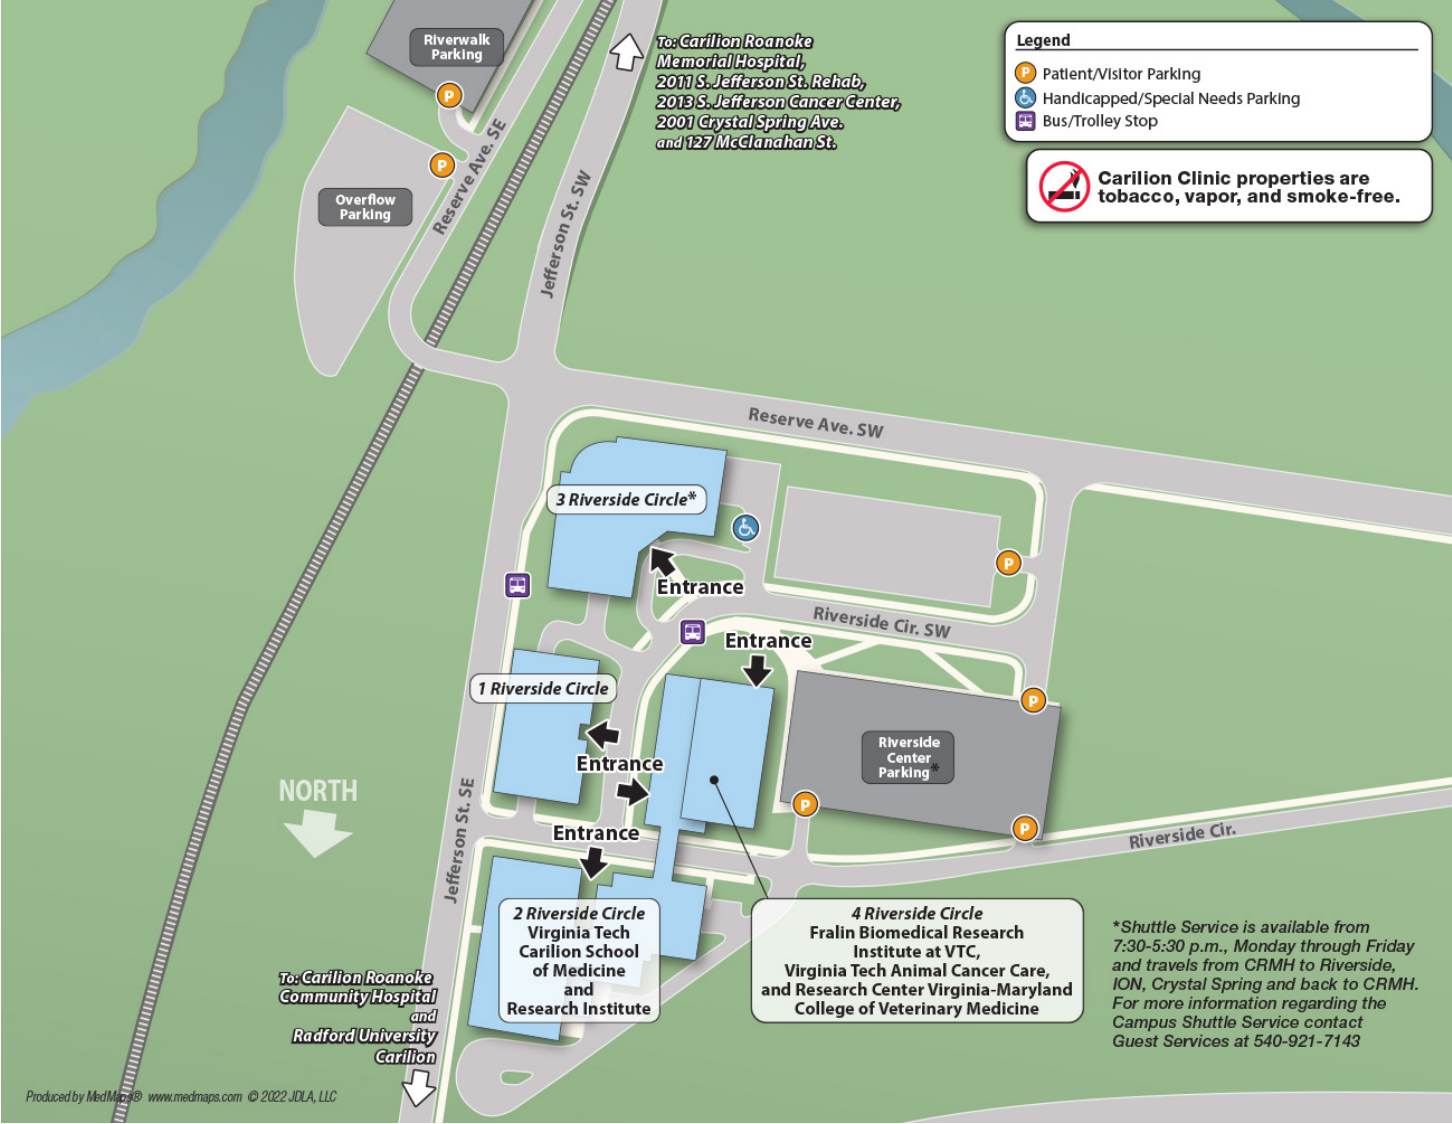 Riverwalk
Parking
P
P
Overflow
Parking
Reserve Ave. SE
Jefferson St. SW
To: Carilion Roanoke
Memorial Hospital,
2011 S. Jefferson St. Rehab,
2013 S. Jefferson Cancer Center,
2001 Crystal Spring Ave.
and 127 McClanahan St.
Legend
P Patient/Visitor Parking
Handicapped/Special Needs Parking
Bus/Trolley Stop
Carilion Clinic properties are
tobacco, vapor, and smoke-free.
Reserve Ave. SW
3 Riverside Circle*
P
Entrance
Riverside Cir. SW
Entrance
1 Riverside Circle
P
Riverside
Center
Parking*
Entrance
NORTH
P
P
Entrance
Riverside Cir.
Jefferson St. SE
2 Riverside Circle
Virginia Tech
Carilion School
of Medicine
and
Research Institute
4 Riverside Circle
Fralin Biomedical Research
Institute at VTC,
Virginia Tech Animal Cancer Care,
and Research Center Virginia-Maryland
College of Veterinary Medicine
*Shuttle Service is available from
7:30-5:30 p.m., Monday through Friday
and travels from CRMH to Riverside,
ION, Crystal Spring and back to CRMH.
For more information regarding the
Campus Shuttle Service contact
Guest Services at 540-921-7143
To: Carilion Roanoke
Community Hospital
and
Radford University
Carilion
Produced by MedMaps® www.medmaps.com © 2022 JDLA, LLC